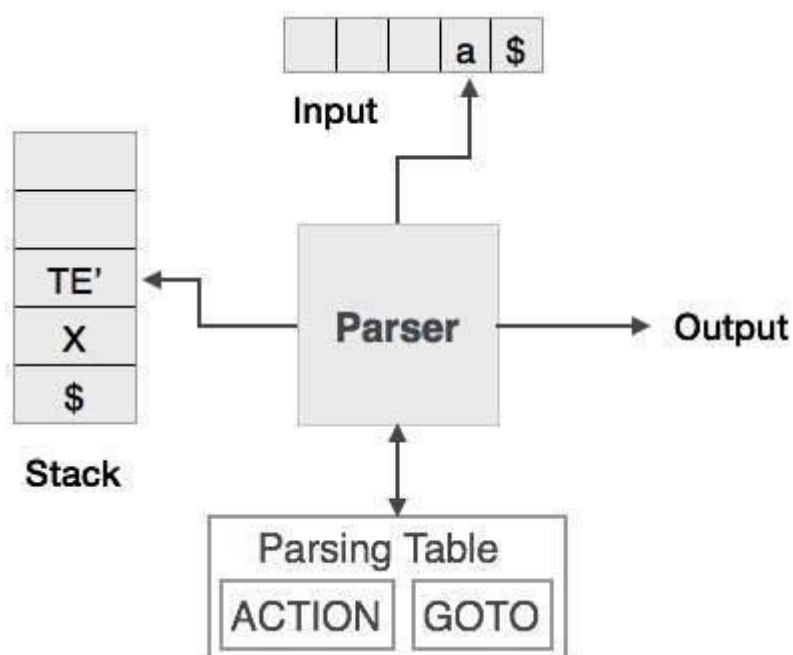 a $
Input
TE’
X
$
Stack
Parser
Output
Parsing Table
ACTION GOTO